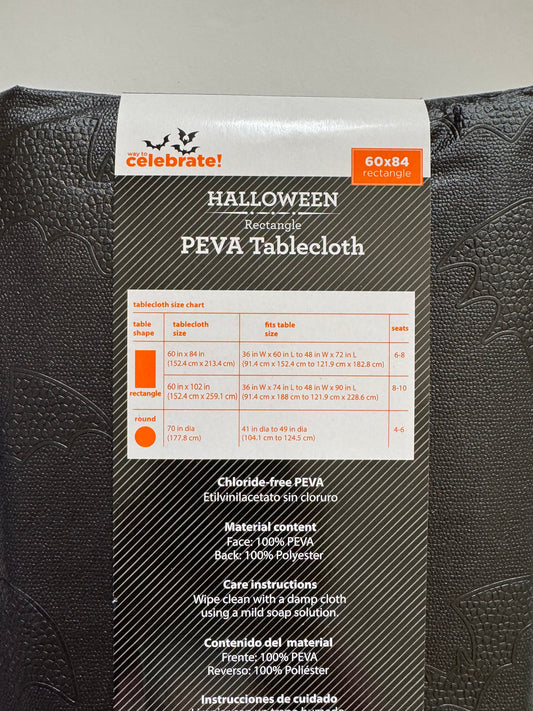 way to
celebrate!
60x84
rectangle
HALLOWEEN
Rectangle
PEVA Tablecloth
tablecloth size chart
table shape tablecloth size fits table size seats
rectangle
60 in x 84 in 36 in W x 60 in L to 48 in W x 72 in L 6-8
(152.4 cm x 213.4 cm) (91.4 cm x 152.4 cm to 121.9 cm x 182.8 cm)
60 in x 102 in 36 in W x 74 in L to 48 in W x 90 in L 8-10
(152.4 cm x 259.1 cm) (91.4 cm x 188 cm to 121.9 cm x 228.6 cm)
round
70 in dia 41 in dia to 49 in dia 4-6
(177.8 cm) (104.1 cm to 124.5 cm)
Chloride-free PEVA
Etilvinilacetato sin cloruro
Material content
Face: 100% PEVA
Back: 100% Polyester
Care instructions
Wipe clean with a damp cloth
using a mild soap solution.
Contenido del material
Frente: 100% PEVA
Reverso: 100% Poliéster
Instrucciones de cuidado